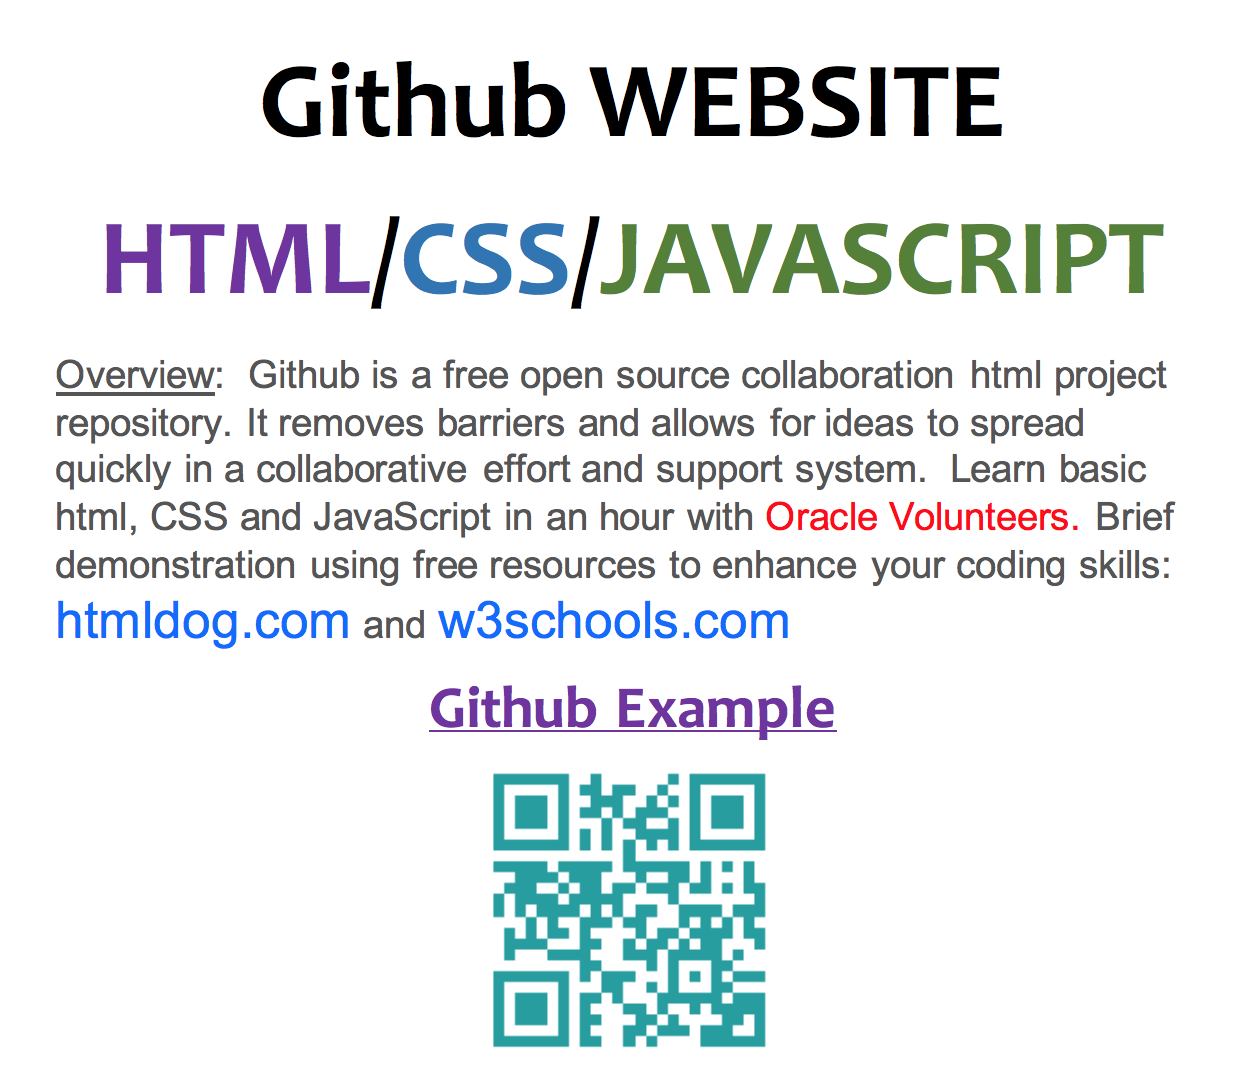 Github WEBSITE
HTML/CSS/JAVASCRIPT
Overview:  Github is a free open source collaboration html project
repository. It removes barriers and allows for ideas to spread
quickly in a collaborative effort and support system.  Learn basic
html, CSS and JavaScript in an hour with Oracle Volunteers. Brief
demonstration using free resources to enhance your coding skills:
htmldog.com and w3schools.com
Github Example